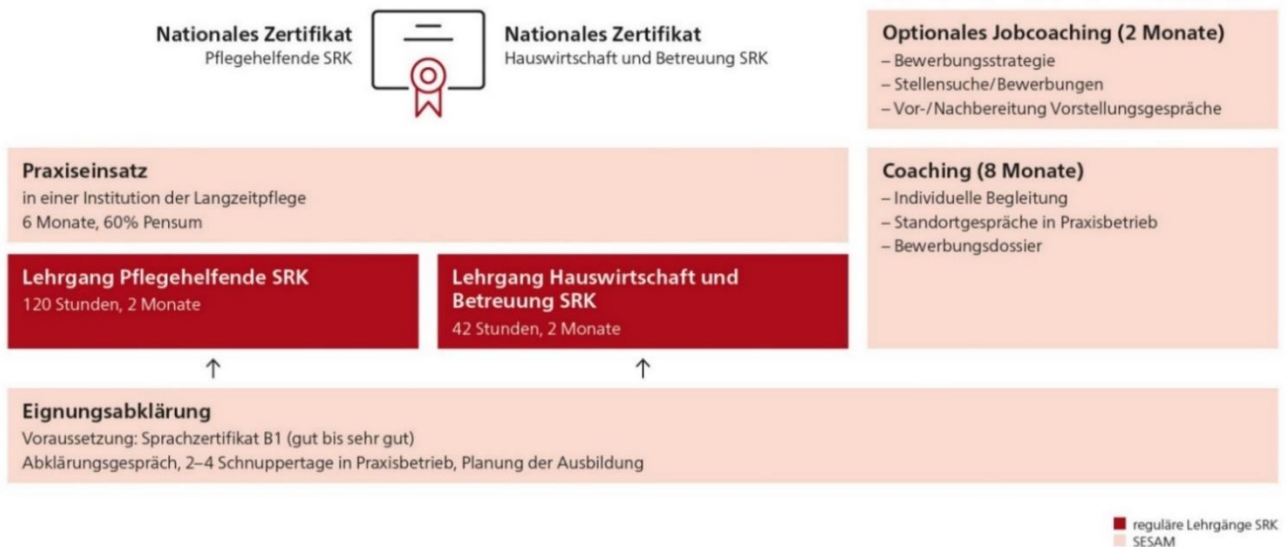 Nationales Zertifikat
Pflegehelfende SRK
Nationales Zertifikat
Hauswirtschaft und Betreuung SRK
Optionales Jobcoaching (2 Monate)
– Bewerbungsstrategie
– Stellensuche/Bewerbungen
– Vor-/Nachbereitung Vorstellungsgespräche
Praxiseinsatz
in einer Institution der Langzeitpflege
6 Monate, 60% Pensum
Coaching (8 Monate)
– Individuelle Begleitung
– Standortgespräche in Praxisbetrieb
– Bewerbungsdossier
Lehrgang Pflegehelfende SRK
120 Stunden, 2 Monate
Lehrgang Hauswirtschaft und
Betreuung SRK
42 Stunden, 2 Monate
Eignungsabklärung
Voraussetzung: Sprachzertifikat B1 (gut bis sehr gut)
Abklärungsgespräch, 2–4 Schnuppertage in Praxisbetrieb, Planung der Ausbildung
reguläre Lehrgänge SRK
SESAM